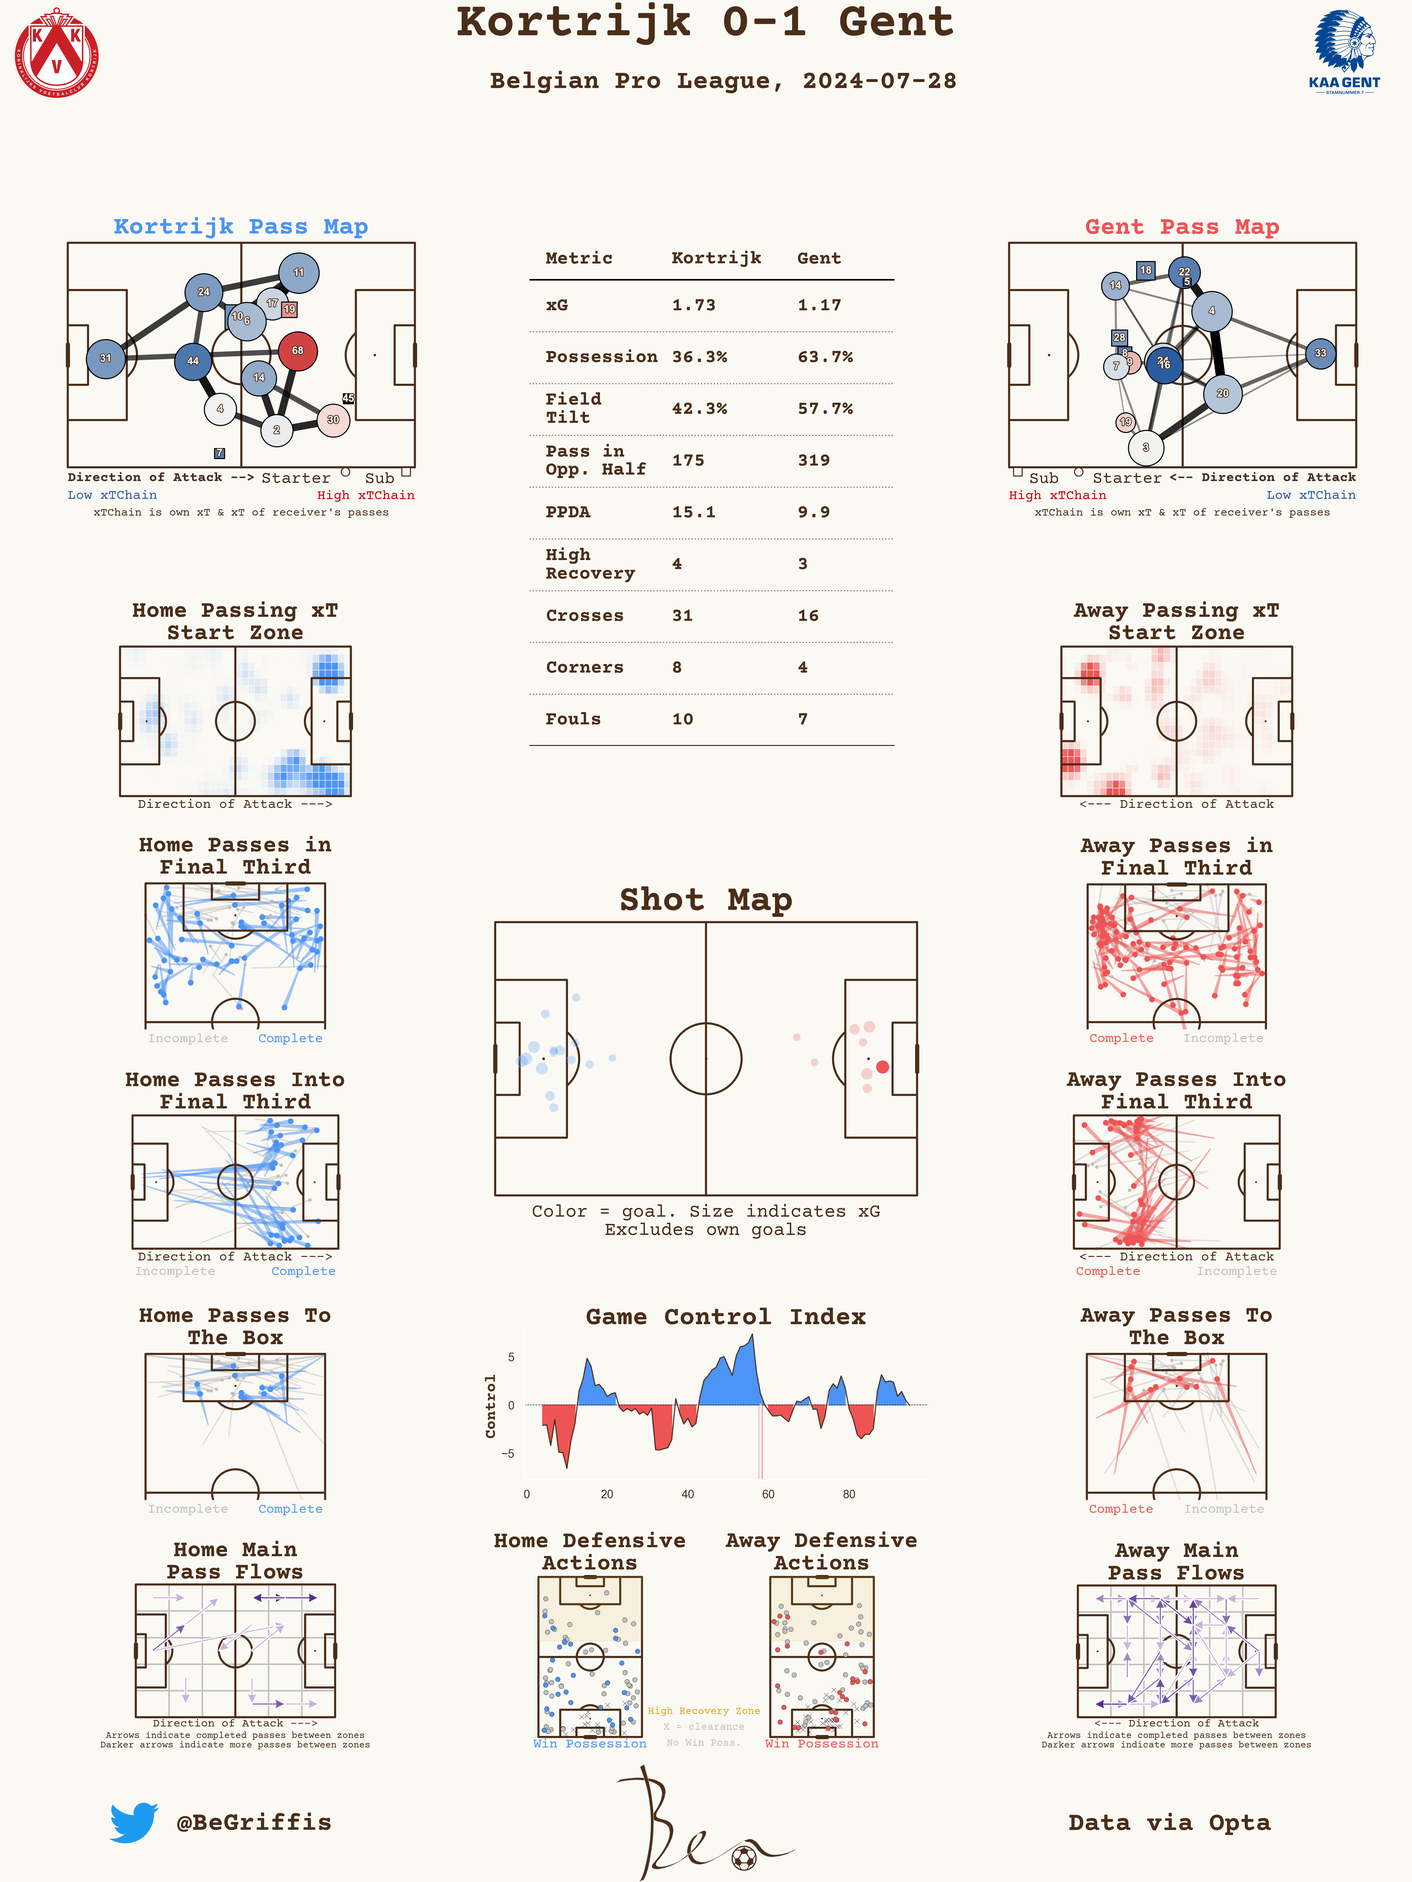 Kortrijk 0-1 Gent
Belgian Pro League, 2024-07-28
K K
V
KAA GENT
STAMNUMMER 7
Kortrijk Pass Map
11
24
17
19
10
6
31
44
68
14
4
2
30
45
7
Direction of Attack --> Starter Sub
Low xTChain High xTChain
xTChain is own xT & xT of receiver's passes
Metric Kortrijk Gent
xG 1.73 1.17
Possession 36.3% 63.7%
Field
Tilt 42.3% 57.7%
Pass in
Opp. Half 175 319
PPDA 15.1 9.9
High
Recovery 4 3
Crosses 31 16
Corners 8 4
Fouls 10 7
Gent Pass Map
18
22
5
14
4
28
8
9
7
24
16
33
20
19
3
Sub Starter <-- Direction of Attack
High xTChain Low xTChain
xTChain is own xT & xT of receiver's passes
Home Passing xT
Start Zone
Direction of Attack --->
Away Passing xT
Start Zone
<--- Direction of Attack
Home Passes in
Final Third
Incomplete Complete
Away Passes in
Final Third
Complete Incomplete
Shot Map
Color = goal. Size indicates xG
Excludes own goals
Home Passes Into
Final Third
Direction of Attack --->
Incomplete Complete
Away Passes Into
Final Third
<--- Direction of Attack
Complete Incomplete
Home Passes To
The Box
Incomplete Complete
Game Control Index
Control
5
0
−5
0 20 40 60 80
Away Passes To
The Box
Complete Incomplete
Home Main
Pass Flows
Direction of Attack --->
Arrows indicate completed passes between zones
Darker arrows indicate more passes between zones
Home Defensive
Actions
Win Possession
High Recovery Zone
X = clearance
No Win Poss.
Away Defensive
Actions
Win Possession
Away Main
Pass Flows
<--- Direction of Attack
Arrows indicate completed passes between zones
Darker arrows indicate more passes between zones
@BeGriffis
Ben
Data via Opta